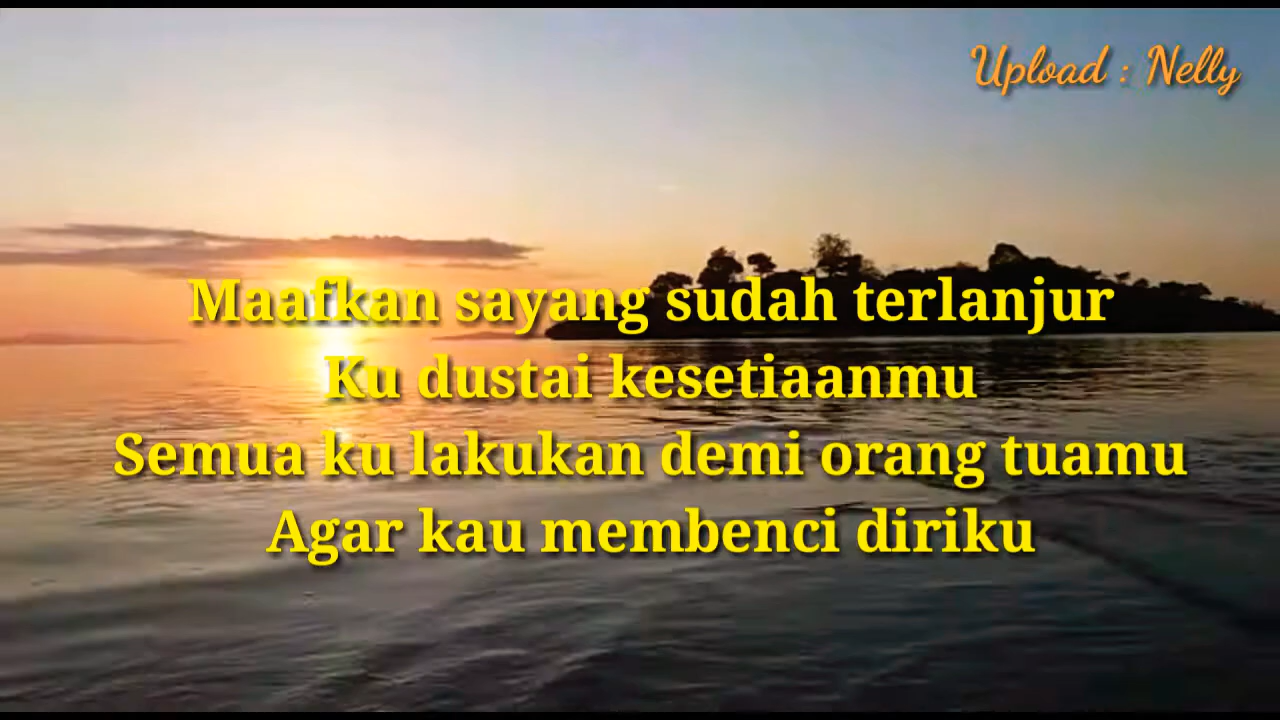 Upload : Nelly
Maafkan sayang sudah terlanjur
Ku dustai kesetiaanmu
Semua ku lakukan demi orang tuamu
Agar kau membenci diriku